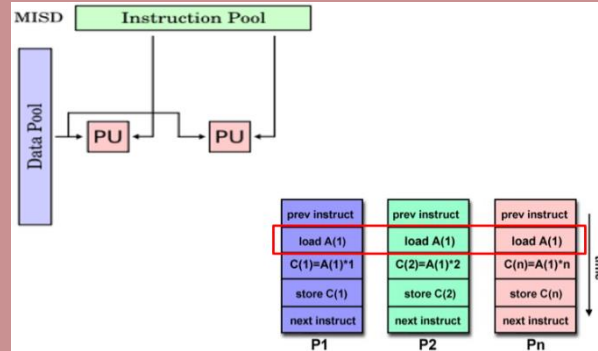 MISD Instruction Pool
Data Pool
PU PU
prev instruct prev instruct prev instruct
load A(1) load A(1) load A(1)
C(1)=A(1)*1 C(2)=A(1)*2 C(n)=A(1)*n
store C(1) store C(2) store C(n)
next instruct next instruct next instruct
P1 P2 Pn